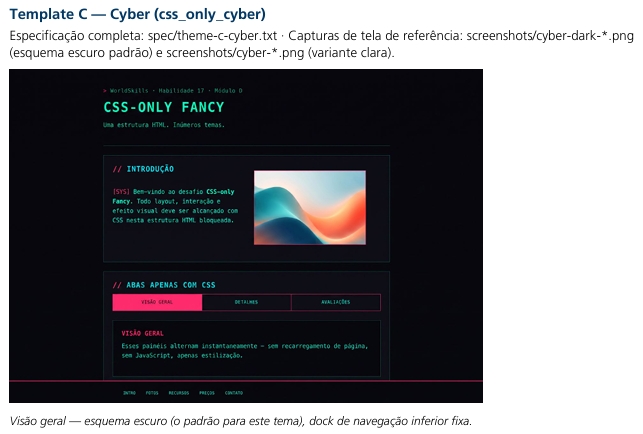 Template C — Cyber (css_only_cyber)
Especificação completa: spec/theme-c-cyber.txt · Capturas de tela de referência: screenshots/cyber-dark-*.png
(esquema escuro padrão) e screenshots/cyber-*.png (variante clara).
> WorldSkills · Habilidade 17 · Módulo D
CSS-ONLY FANCY
Uma estrutura HTML. Inúmeros temas.
// INTRODUÇÃO
[SYS] Bem-vindo ao desafio CSS-only
Fancy. Todo layout, interação e
efeito visual deve ser alcançado com
CSS nesta estrutura HTML bloqueada.
// ABAS APENAS COM CSS
VISÃO GERAL DETALHES AVALIAÇÕES
VISÃO GERAL
Esses painéis alternam instantaneamente — sem recarregamento de página,
sem JavaScript, apenas estilização.
INTRO FOTOS RECURSOS PREÇOS CONTATO
Visão geral — esquema escuro (o padrão para este tema), dock de navegação inferior fixa.